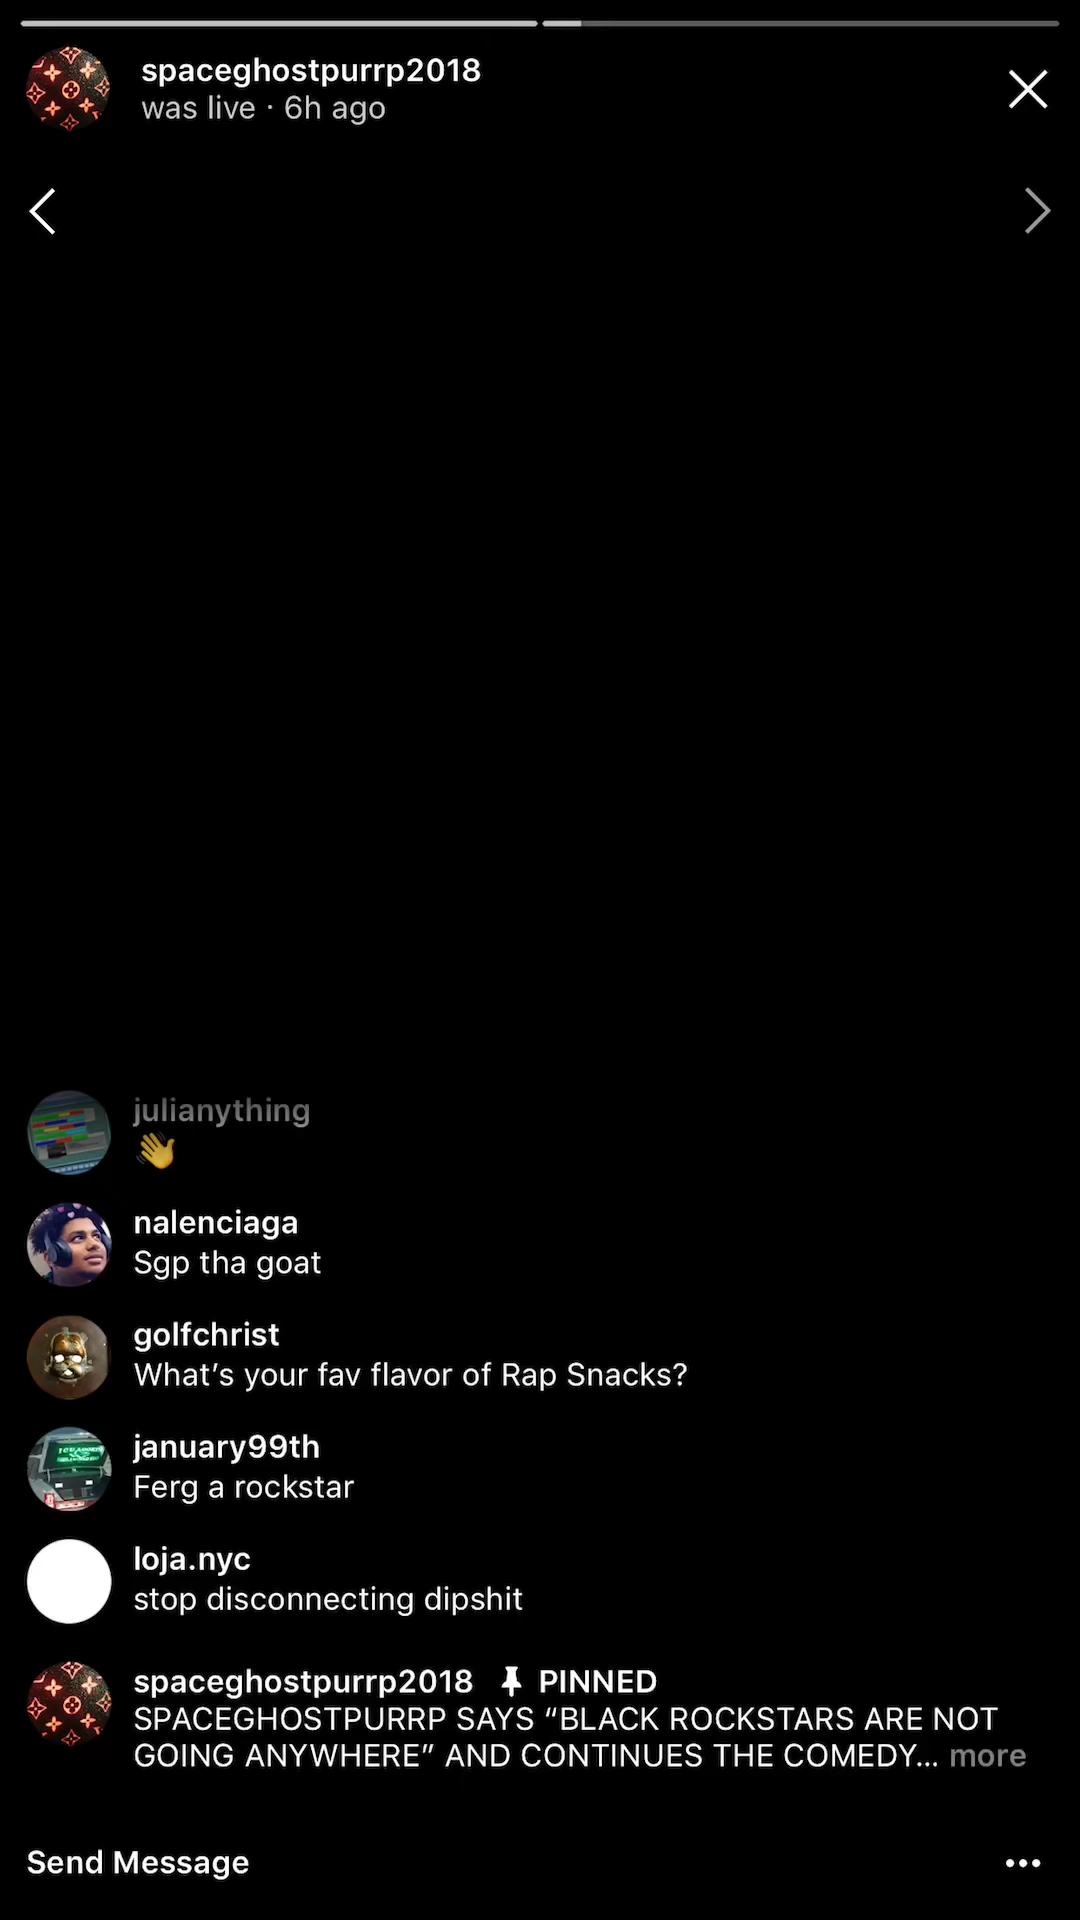 spaceghostpurrp2018
was live · 6h ago
julianything
👋
nalenciaga
Sgp tha goat
golfchrist
What's your fav flavor of Rap Snacks?
january99th
Ferg a rockstar
loja.nyc
stop disconnecting dipshit
spaceghostpurrp2018 📌 PINNED
SPACEGHOSTPURRP SAYS “BLACK ROCKSTARS ARE NOT
GOING ANYWHERE” AND CONTINUES THE COMEDY... more
Send Message